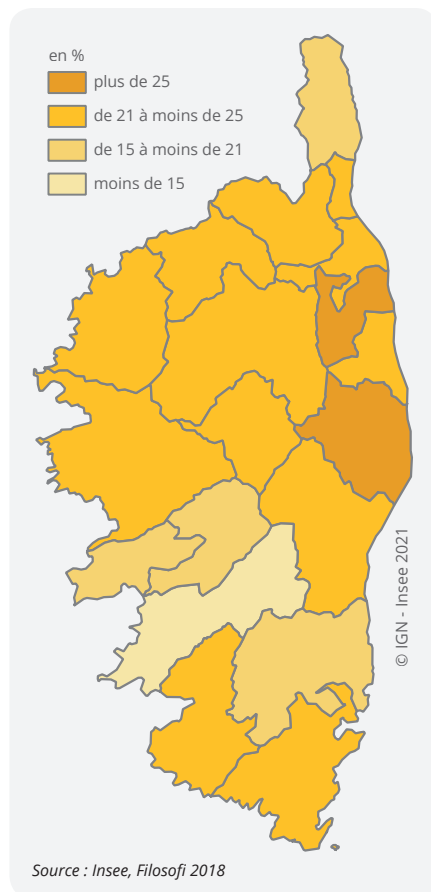 en %
plus de 25
de 21 à moins de 25
de 15 à moins de 21
moins de 15
© IGN - Insee 2021
Source : Insee, Filosofi 2018